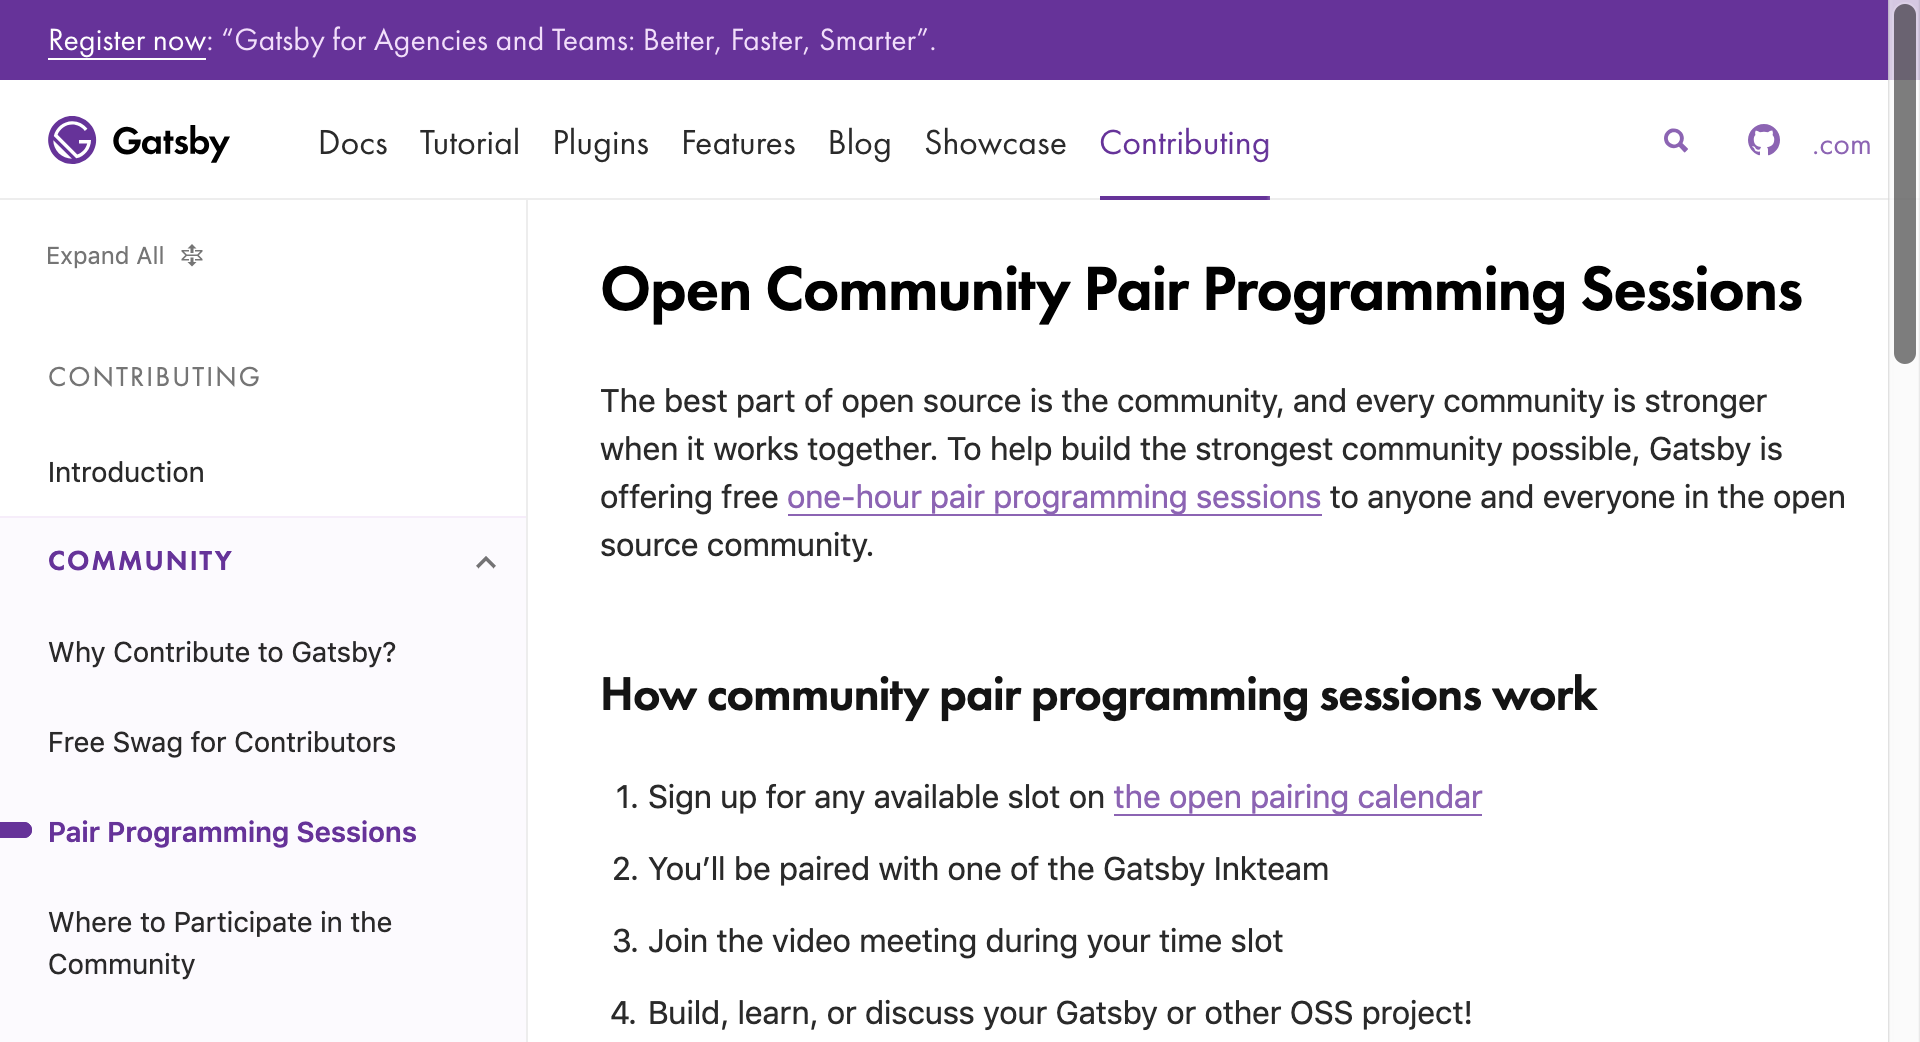 Register now: “Gatsby for Agencies and Teams: Better, Faster, Smarter”.
Gatsby
Docs
Tutorial
Plugins
Features
Blog
Showcase
Contributing
.com
Expand All
CONTRIBUTING
Introduction
COMMUNITY
Why Contribute to Gatsby?
Free Swag for Contributors
Pair Programming Sessions
Where to Participate in the
Community
Open Community Pair Programming Sessions
The best part of open source is the community, and every community is stronger
when it works together. To help build the strongest community possible, Gatsby is
offering free one-hour pair programming sessions to anyone and everyone in the open
source community.
How community pair programming sessions work
1. Sign up for any available slot on the open pairing calendar
2. You’ll be paired with one of the Gatsby Inkteam
3. Join the video meeting during your time slot
4. Build, learn, or discuss your Gatsby or other OSS project!